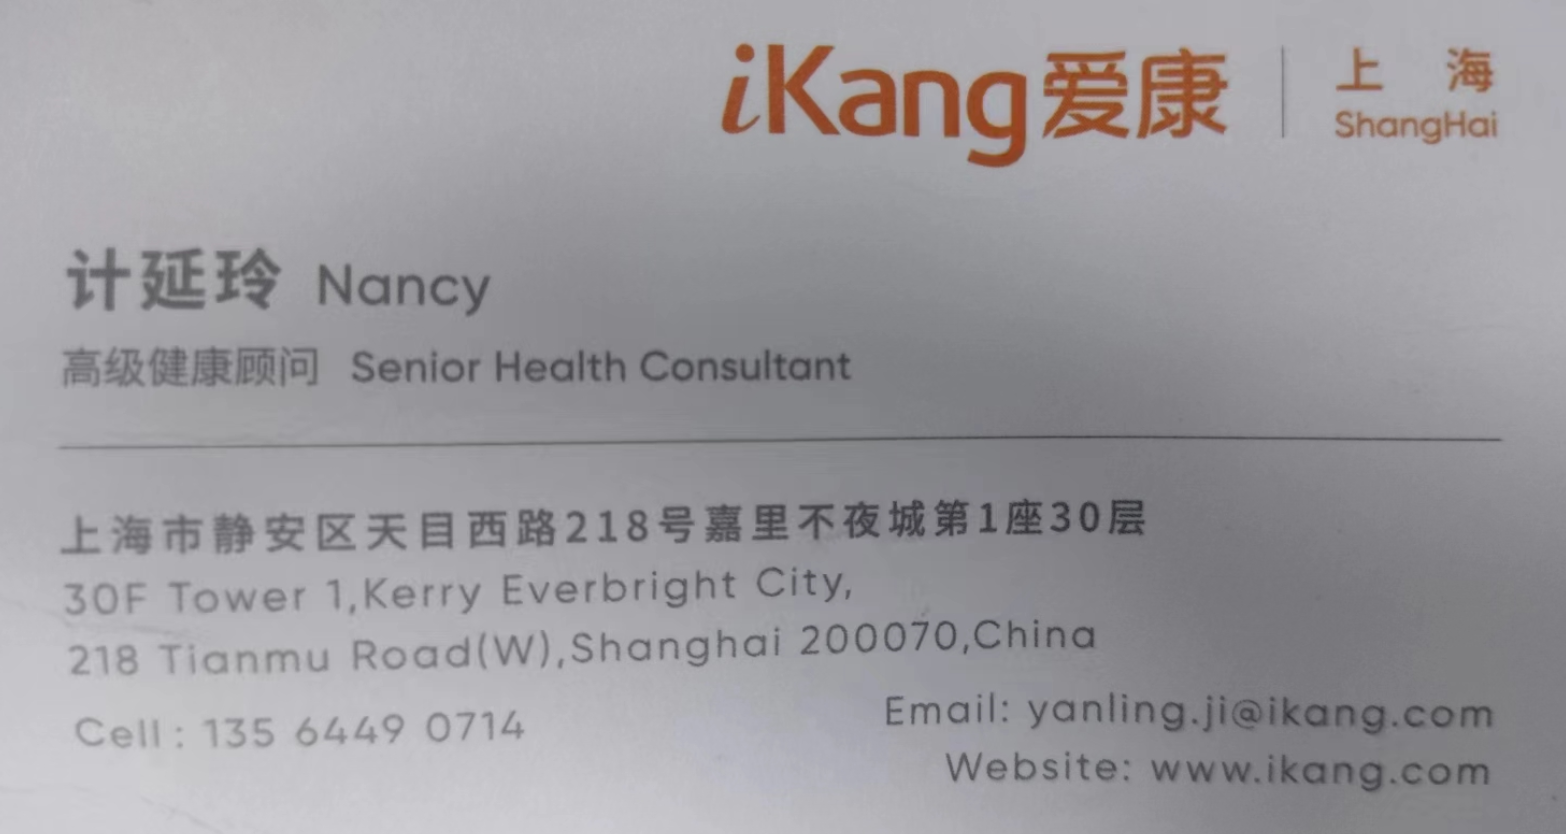 iKang爱康 | 上海
ShangHai
计延玲 Nancy
高级健康顾问 Senior Health Consultant
上海市静安区天目西路218号嘉里不夜城第1座30层
30F Tower 1,Kerry Everbright City,
218 Tianmu Road(W),Shanghai 200070,China
Cell: 135 6449 0714
Email: yanling.ji@ikang.com
Website: www.ikang.com